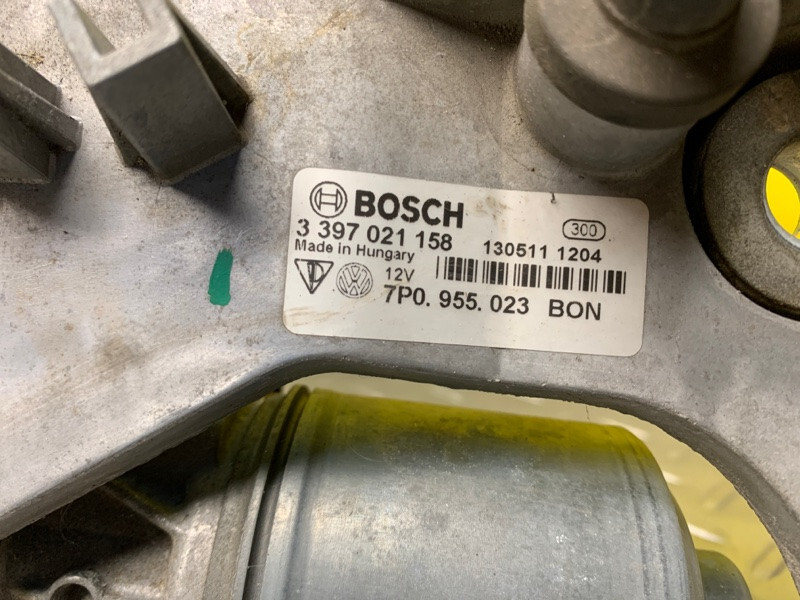 BOSCH
300
3 397 021 158 130511 1204
Made in Hungary
12V
7P0. 955. 023 BON